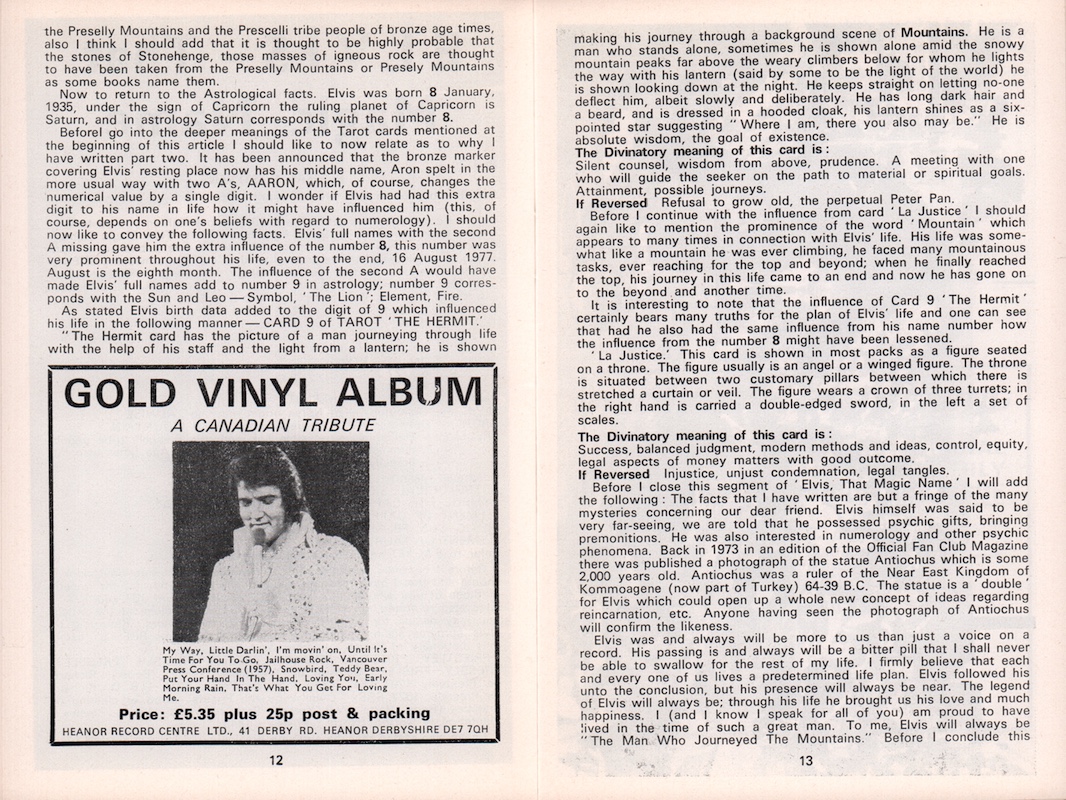 the Preselly Mountains and the Prescelli tribe people of bronze age times,
also I think I should add that it is thought to be highly probable that
the stones of Stonehenge, those masses of igneous rock are thought
to have been taken from the Preselly Mountains or Presely Mountains
as some books name them.
Now to return to the Astrological facts. Elvis was born 8 January,
1935, under the sign of Capricorn the ruling planet of Capricorn is
Saturn, and in astrology Saturn corresponds with the number 8.
BeforeI go into the deeper meanings of the Tarot cards mentioned at
the beginning of this article I should like to now relate as to why I
have written part two. It has been announced that the bronze marker
covering Elvis' resting place now has his middle name, Aron spelt in the
more usual way with two A's, AARON, which, of course, changes the
numerical value by a single digit. I wonder if Elvis had had this extra
digit to his name in life how it might have influenced him (this, of
course, depends on one's beliefs with regard to numerology). I should
now like to convey the following facts. Elvis' full names with the second
A missing gave him the extra influence of the number 8, this number was
very prominent throughout his life, even to the end, 16 August 1977.
August is the eighth month. The influence of the second A would have
made Elvis' full names add to number 9 in astrology; number 9 corres-
ponds with the Sun and Leo — Symbol, 'The Lion'; Element, Fire.
As stated Elvis birth data added to the digit of 9 which influenced
his life in the following manner — CARD 9 of TAROT 'THE HERMIT.'
"The Hermit card has the picture of a man journeying through life
with the help of his staff and the light from a lantern; he is shown
GOLD VINYL ALBUM
A CANADIAN TRIBUTE
My Way, Little Darlin', I'm movin' on, Until It's
Time For You To Go, Jailhouse Rock, Vancouver
Press Conference (1957), Snowbird, Teddy Bear,
Put Your Hand In The Hand, Loving You, Early
Morning Rain, That's What You Get For Loving
Me.
Price: £5.35 plus 25p post & packing
HEANOR RECORD CENTRE LTD., 41 DERBY RD. HEANOR DERBYSHIRE DE7 7QH
12
making his journey through a background scene of Mountains. He is a
man who stands alone, sometimes he is shown alone amid the snowy
mountain peaks far above the weary climbers below for whom he lights
the way with his lantern (said by some to be the light of the world) he
is shown looking down at the night. He keeps straight on letting no-one
deflect him, albeit slowly and deliberately. He has long dark hair and
a beard, and is dressed in a hooded cloak, his lantern shines as a six-
pointed star suggesting "Where I am, there you also may be." He is
absolute wisdom, the goal of existence.
The Divinatory meaning of this card is :
Silent counsel, wisdom from above, prudence. A meeting with one
who will guide the seeker on the path to material or spiritual goals.
Attainment, possible journeys.
If Reversed Refusal to grow old, the perpetual Peter Pan.
Before I continue with the influence from card 'La Justice' I should
again like to mention the prominence of the word 'Mountain' which
appears to many times in connection with Elvis' life. His life was some-
what like a mountain he was ever climbing, he faced many mountainous
tasks, ever reaching for the top and beyond; when he finally reached
the top, his journey in this life came to an end and now he has gone on
to the beyond and another time.
It is interesting to note that the influence of Card 9 'The Hermit'
certainly bears many truths for the plan of Elvis' life and one can see
that had he also had the same influence from his name number how
the influence from the number 8 might have been lessened.
'La Justice.' This card is shown in most packs as a figure seated
on a throne. The figure usually is an angel or a winged figure. The throne
is situated between two customary pillars between which there is
stretched a curtain or veil. The figure wears a crown of three turrets; in
the right hand is carried a double-edged sword, in the left a set of
scales.
The Divinatory meaning of this card is :
Success, balanced judgment, modern methods and ideas, control, equity,
legal aspects of money matters with good outcome.
If Reversed Injustice, unjust condemnation, legal tangles.
Before I close this segment of 'Elvis, That Magic Name' I will add
the following : The facts that I have written are but a fringe of the many
mysteries concerning our dear friend. Elvis himself was said to be
very far-seeing, we are told that he possessed psychic gifts, bringing
premonitions. He was also interested in numerology and other psychic
phenomena. Back in 1973 in an edition of the Official Fan Club Magazine
there was published a photograph of the statue Antiochus which is some
2,000 years old. Antiochus was a ruler of the Near East Kingdom of
Kommoagene (now part of Turkey) 64-39 B.C. The statue is a 'double'
for Elvis which could open up a whole new concept of ideas regarding
reincarnation, etc. Anyone having seen the photograph of Antiochus
will confirm the likeness.
Elvis was and always will be more to us than just a voice on a
record. His passing is and always will be a bitter pill that I shall never
be able to swallow for the rest of my life. I firmly believe that each
and every one of us lives a predetermined life plan. Elvis followed his
unto the conclusion, but his presence will always be near. The legend
of Elvis will always be; through his life he brought us his love and much
happiness. I (and I know I speak for all of you) am proud to have
lived in the time of such a great man. To me, Elvis will always be
"The Man Who Journeyed The Mountains." Before I conclude this
13